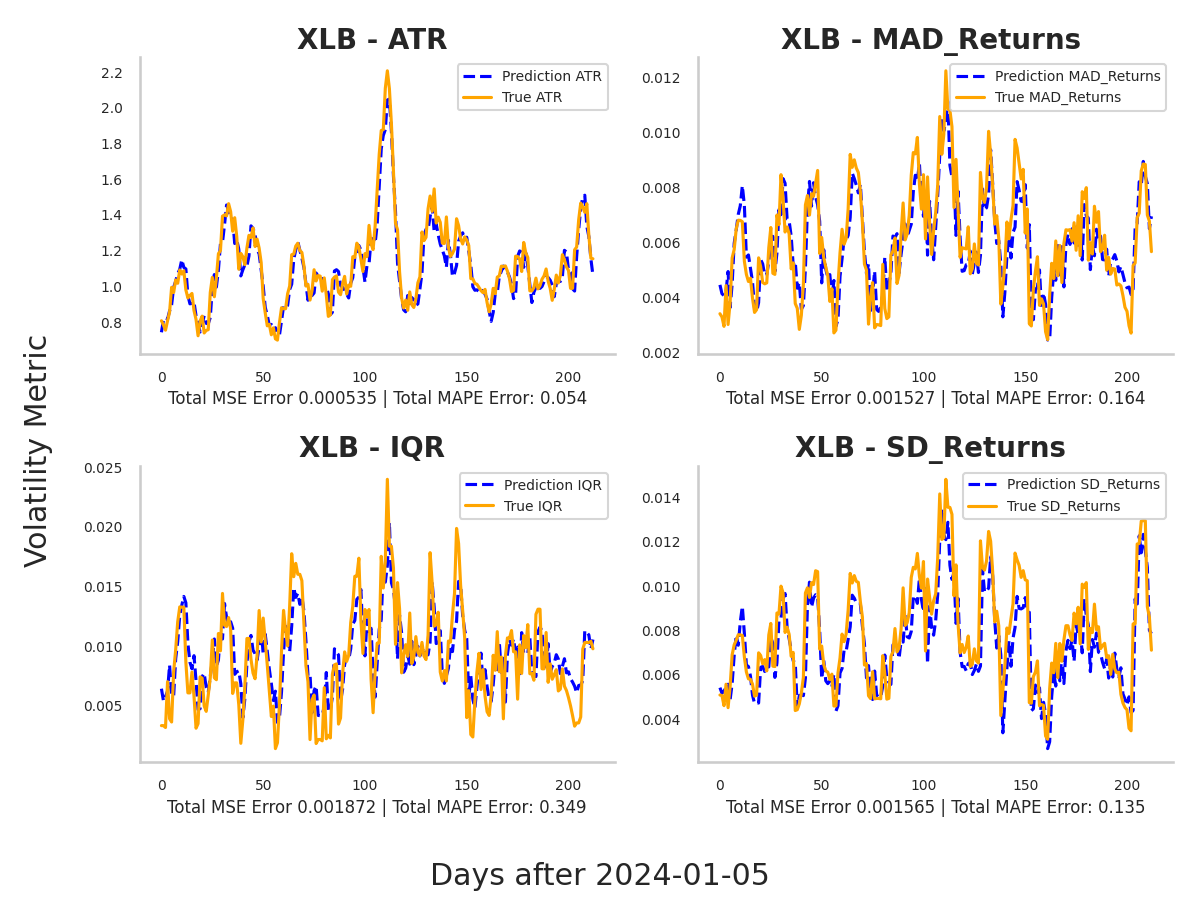 XLB - ATR
2.2
2.0
1.8
1.6
1.4
1.2
1.0
0.8
Prediction ATR
True ATR
0 50 100 150 200
Total MSE Error 0.000535 | Total MAPE Error: 0.054
XLB - MAD_Returns
0.012
0.010
0.008
0.006
0.004
0.002
Prediction MAD_Returns
True MAD_Returns
0 50 100 150 200
Total MSE Error 0.001527 | Total MAPE Error: 0.164
Volatility Metric
XLB - IQR
0.025
0.020
0.015
0.010
0.005
Prediction IQR
True IQR
0 50 100 150 200
Total MSE Error 0.001872 | Total MAPE Error: 0.349
XLB - SD_Returns
0.014
0.012
0.010
0.008
0.006
0.004
Prediction SD_Returns
True SD_Returns
0 50 100 150 200
Total MSE Error 0.001565 | Total MAPE Error: 0.135
Days after 2024-01-05